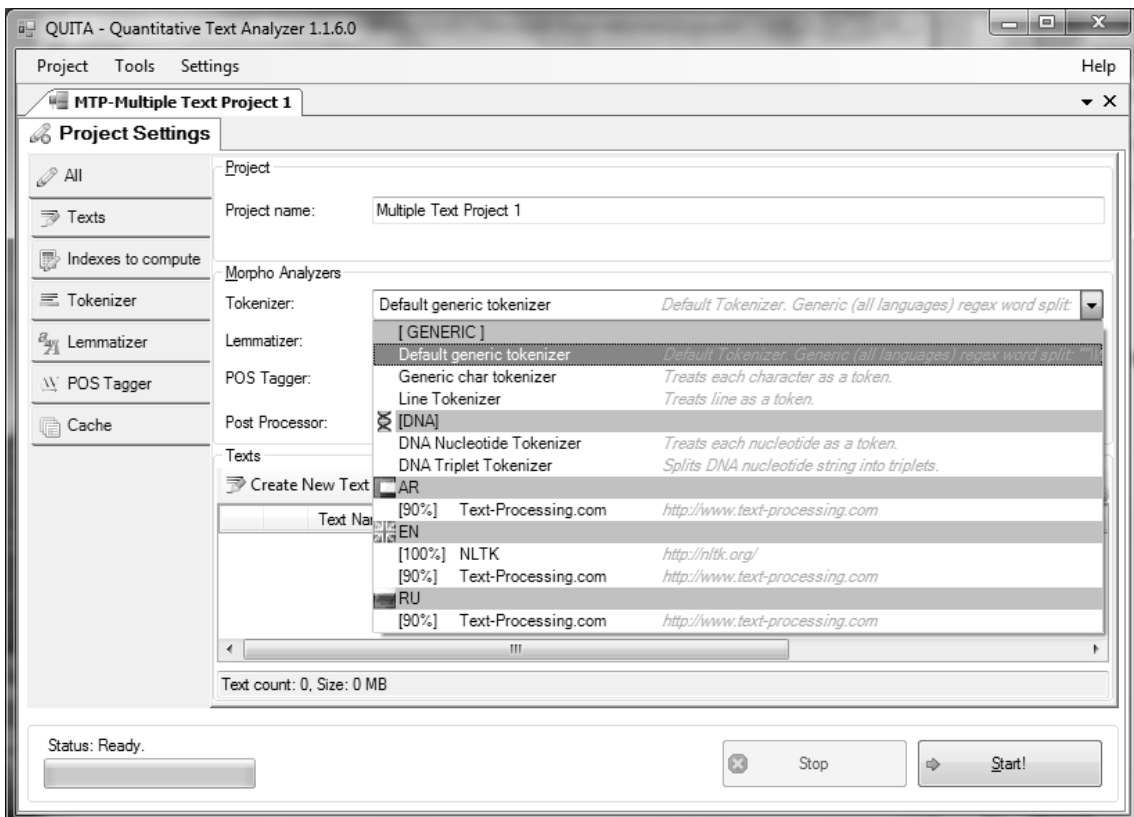 QUITA - Quantitative Text Analyzer 1.1.6.0
Project Tools Settings Help
MTP-Multiple Text Project 1
Project Settings
All
Texts
Indexes to compute
Tokenizer
Lemmatizer
POS Tagger
Cache
Project
Project name: Multiple Text Project 1
Morpho Analyzers
Tokenizer: Default generic tokenizer Default Tokenizer. Generic (all languages) regex word split:
Lemmatizer:
POS Tagger:
Post Processor:
[ GENERIC ]
Default generic tokenizer Default Tokenizer. Generic (all languages) regex word split:
Generic char tokenizer Treats each character as a token.
Line Tokenizer Treats line as a token.
[DNA]
DNA Nucleotide Tokenizer Treats each nucleotide as a token.
DNA Triplet Tokenizer Splits DNA nucleotide string into triplets.
AR
[90%] Text-Processing.com http://www.text-processing.com
EN
[100%] NLTK http://nltk.org/
[90%] Text-Processing.com http://www.text-processing.com
RU
[90%] Text-Processing.com http://www.text-processing.com
Texts
Create New Text
Text Na
Text count: 0, Size: 0 MB
Status: Ready.
Stop
Start!